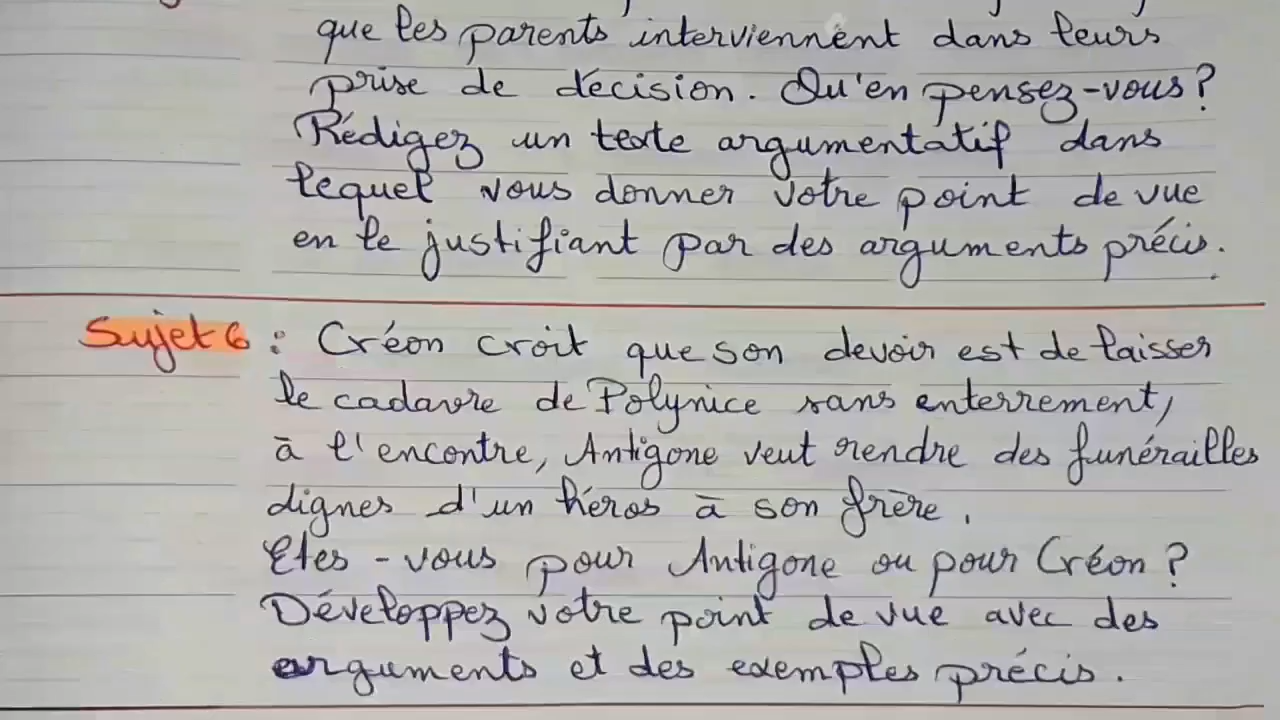 que les parents interviennent dans leurs
prise de décision. Qu'en pensez-vous?
Rédigez un texte argumentatif dans
lequel vous donner votre point de vue
en le justifiant par des arguments précis.
Sujet 6 : Créon croit que son devoir est de laisser
le cadavre de Polynice sans enterrement,
à l'encontre, Antigone veut rendre des funérailles
dignes d'un héros à son frère.
Etes-vous pour Antigone ou pour Créon ?
Développez votre point de vue avec des
arguments et des exemples précis.